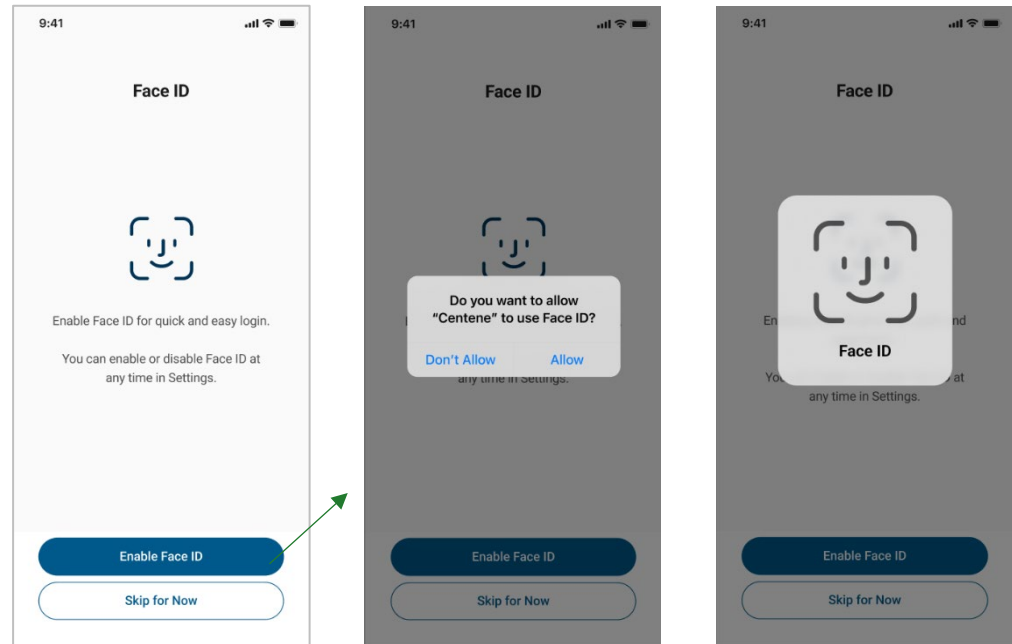 9:41
Face ID
Enable Face ID for quick and easy login.
You can enable or disable Face ID at
any time in Settings.
Enable Face ID
Skip for Now
9:41
Face ID
Do you want to allow
“Centene” to use Face ID?
Don't Allow Allow
any time in Settings.
Enable Face ID
Skip for Now
9:41
Face ID
Face ID
at
any time in Settings.
Enable Face ID
Skip for Now